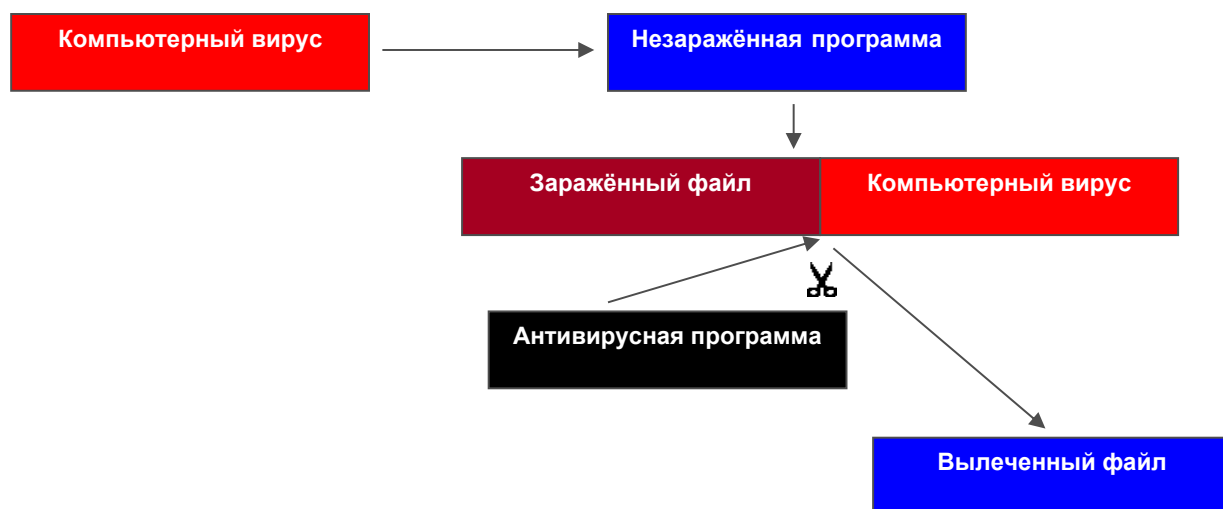 Компьютерный вирус
Незаражённая программа
Заражённый файл
Компьютерный вирус
Антивирусная программа
Вылеченный файл